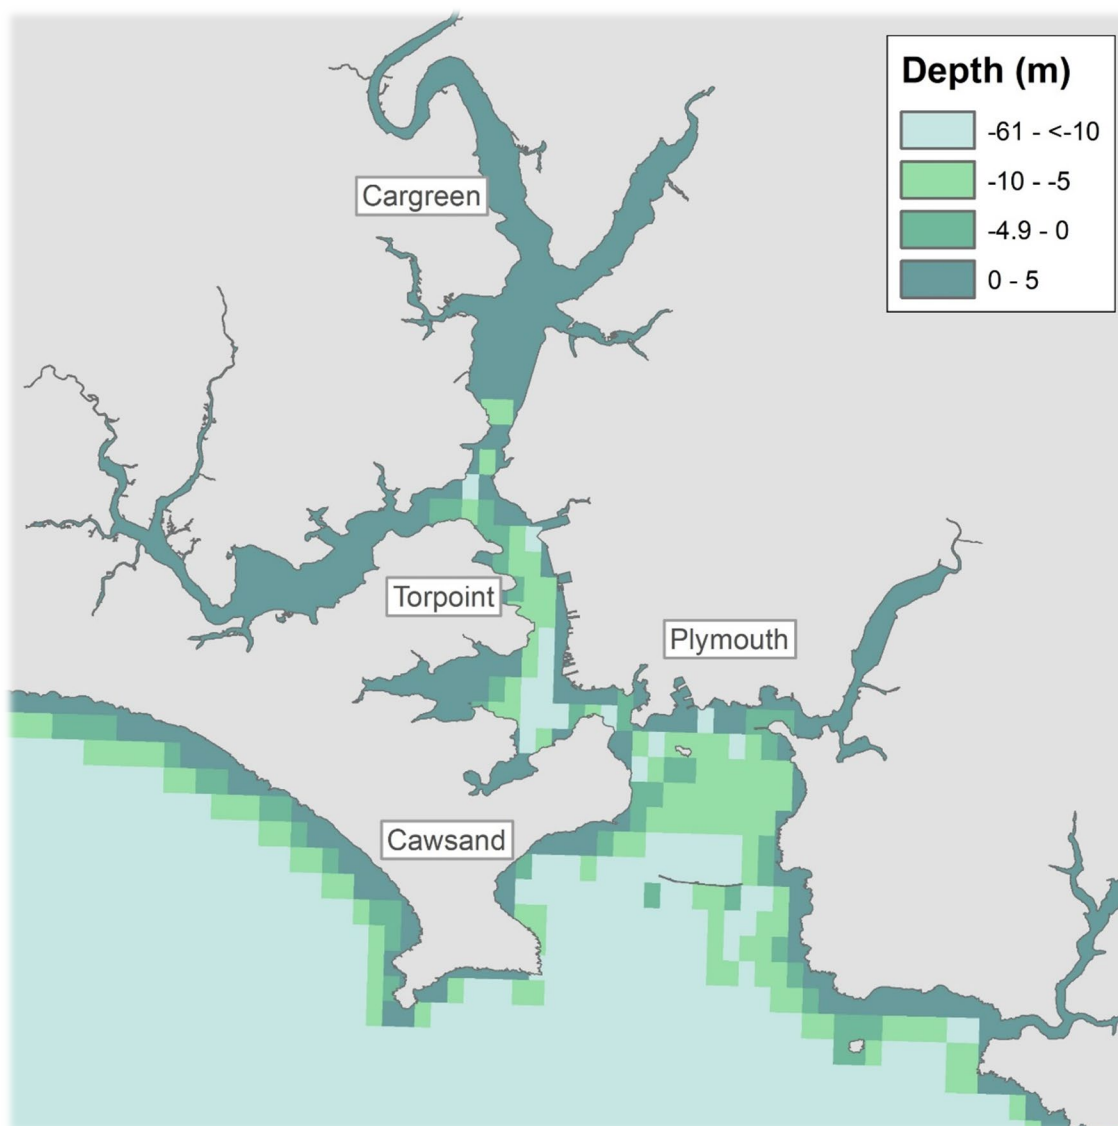 Depth (m)
-61 - <-10
-10 - -5
-4.9 - 0
0 - 5
Cargreen
Torpoint
Plymouth
Cawsand